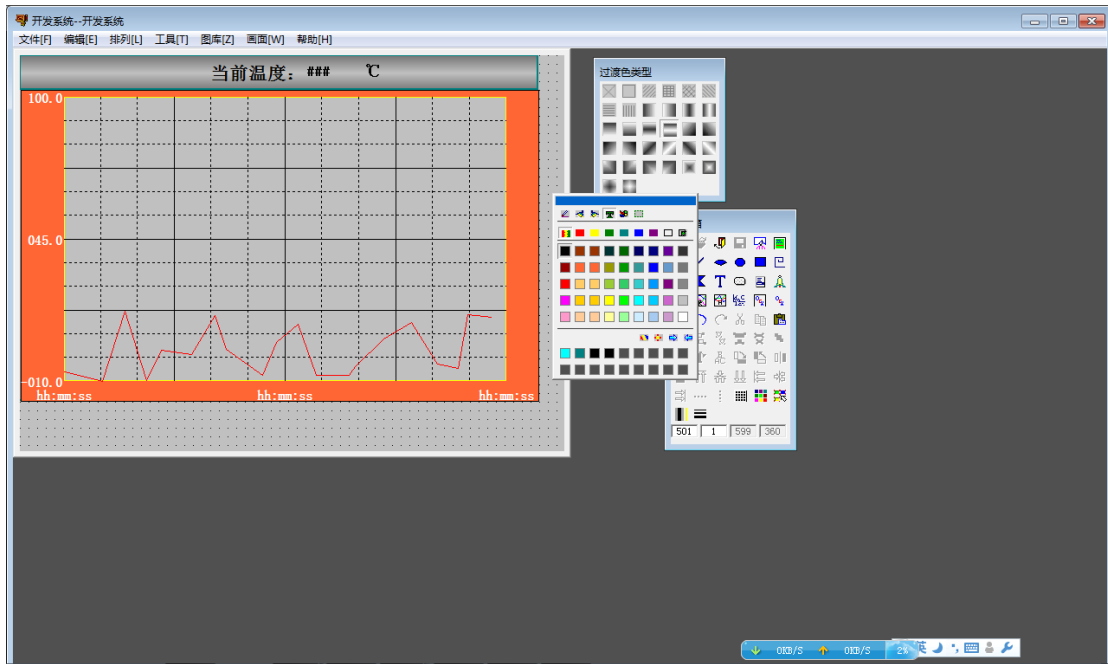 开发系统--开发系统
文件[F] 编辑[E] 排列[L] 工具[T] 图库[Z] 画面[W] 帮助[H]
当前温度: ### ℃
过渡色类型
100.0
045.0
-010.0
hh:mm:ss hh:mm:ss hh:mm:ss
501 1 599 360
0KB/S 0KB/S 2% 英